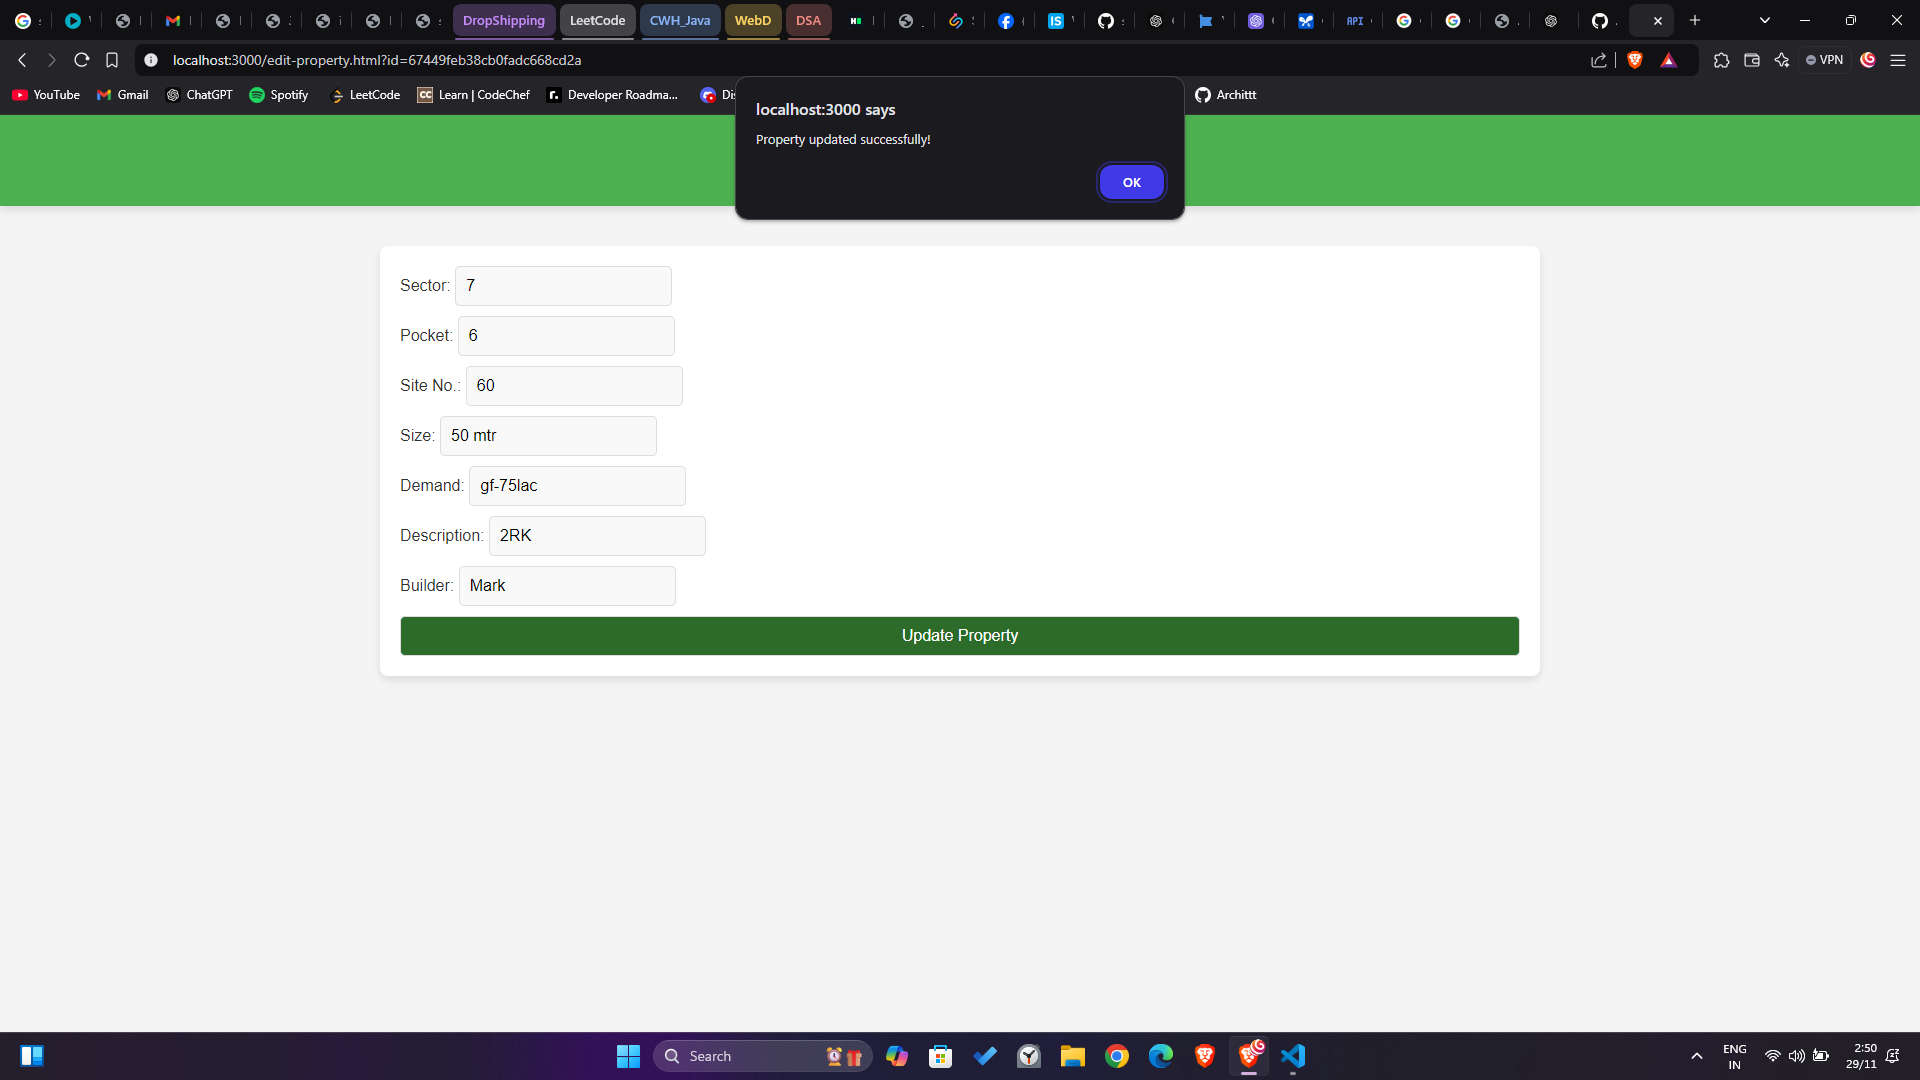 DropShipping LeetCode CWH_Java WebD DSA
localhost:3000/edit-property.html?id=67449feb38cb0fadc668cd2a
VPN
YouTube Gmail ChatGPT Spotify LeetCode Learn | CodeChef Developer Roadma... Archittt
localhost:3000 says
Property updated successfully!
OK
Sector: 7
Pocket: 6
Site No.: 60
Size: 50 mtr
Demand: gf-75lac
Description: 2RK
Builder: Mark
Update Property
Search
ENG
IN
2:50
29/11